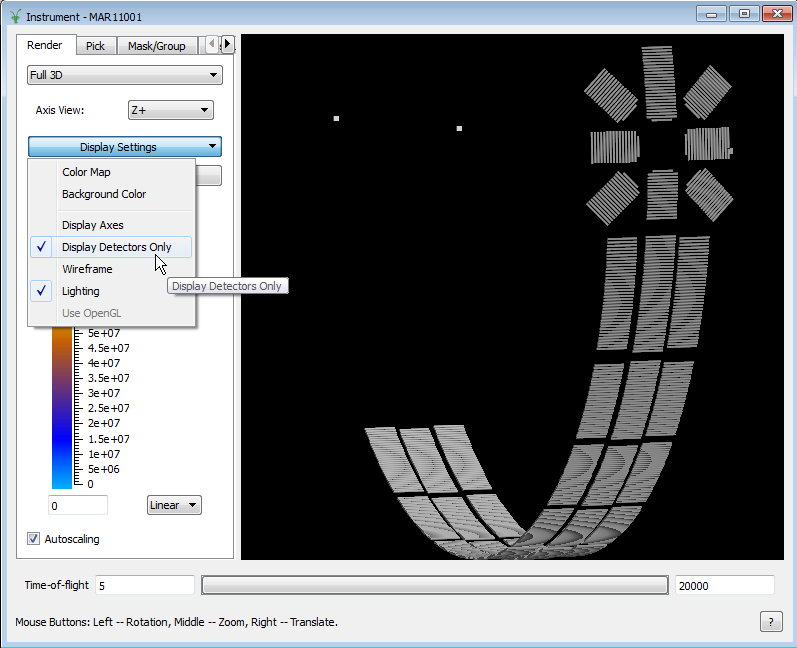 Instrument - MAR11001
Render Pick Mask/Group
Full 3D
Axis View: Z+
Display Settings
Color Map
Background Color
Display Axes
Display Detectors Only
Wireframe
Display Detectors Only
Lighting
Use OpenGL
5e+07
4.5e+07
4e+07
3.5e+07
3e+07
2.5e+07
2e+07
1.5e+07
1e+07
5e+06
0
0 Linear
Autoscaling
Time-of-flight 5 20000
Mouse Buttons: Left -- Rotation, Middle -- Zoom, Right -- Translate. ?